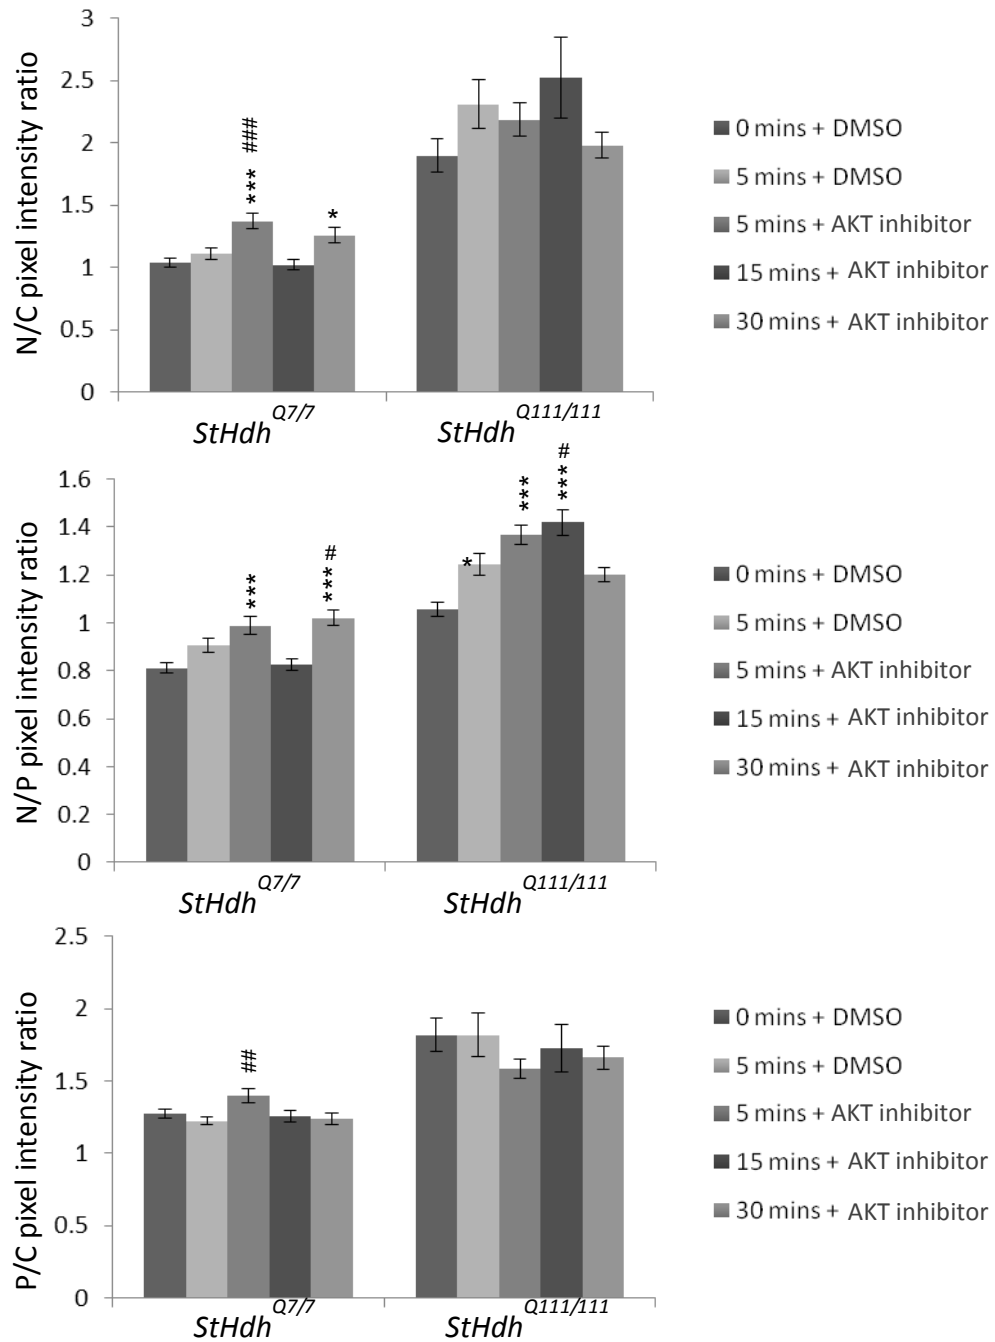 N/C pixel intensity ratio
3
2.5
2
1.5
1
0.5
0
*** ###
*
StHdh Q7/7
StHdh Q111/111
0 mins + DMSO
5 mins + DMSO
5 mins + AKT inhibitor
15 mins + AKT inhibitor
30 mins + AKT inhibitor
N/P pixel intensity ratio
1.6
1.4
1.2
1
0.8
0.6
0.4
0.2
0
***
*** #
*
***
*** #
StHdh Q7/7
StHdh Q111/111
0 mins + DMSO
5 mins + DMSO
5 mins + AKT inhibitor
15 mins + AKT inhibitor
30 mins + AKT inhibitor
P/C pixel intensity ratio
2.5
2
1.5
1
0.5
0
##
StHdh Q7/7
StHdh Q111/111
0 mins + DMSO
5 mins + DMSO
5 mins + AKT inhibitor
15 mins + AKT inhibitor
30 mins + AKT inhibitor